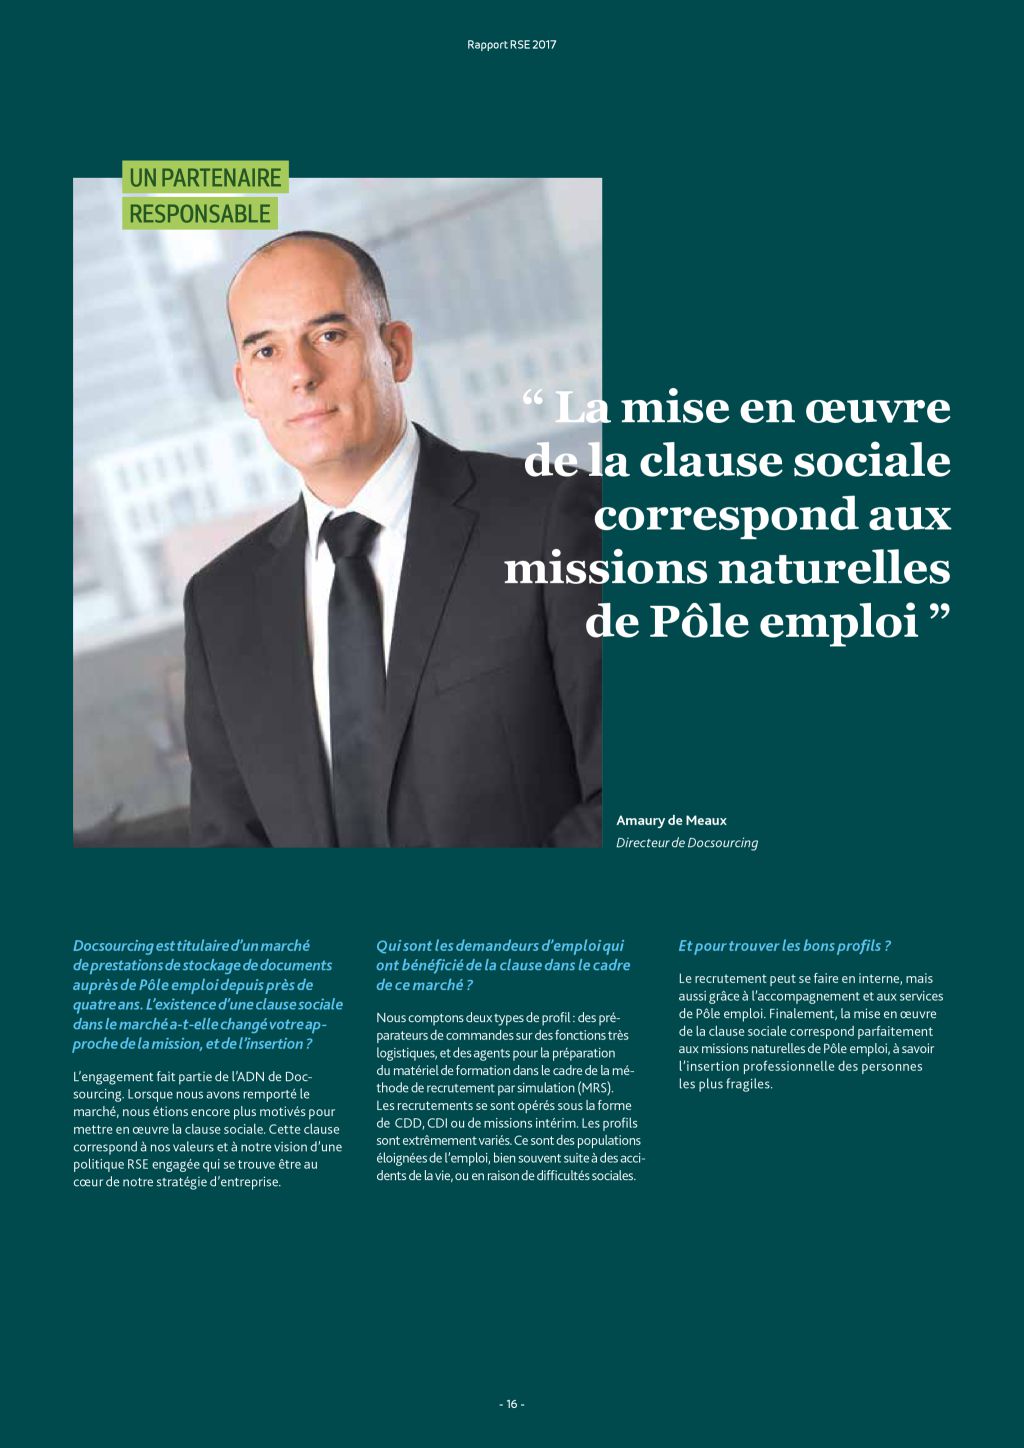 Rapport RSE 2017
UN PARTENAIRE
RESPONSABLE
“ La mise en œuvre
de la clause sociale
correspond aux
missions naturelles
de Pôle emploi ”
Amaury de Meaux
Directeur de Docsourcing
Docsourcing est titulaire d’un marché
de prestations de stockage de documents
auprès de Pôle emploi depuis près de
quatre ans. L’existence d’une clause sociale
dans le marché a-t-elle changé votre ap-
proche de la mission, et de l’insertion ?
L’engagement fait partie de l’ADN de Doc-
sourcing. Lorsque nous avons remporté le
marché, nous étions encore plus motivés pour
mettre en œuvre la clause sociale. Cette clause
correspond à nos valeurs et à notre vision d’une
politique RSE engagée qui se trouve être au
cœur de notre stratégie d’entreprise.
Qui sont les demandeurs d’emploi qui
ont bénéficié de la clause dans le cadre
de ce marché ?
Nous comptons deux types de profil : des pré-
parateurs de commandes sur des fonctions très
logistiques, et des agents pour la préparation
du matériel de formation dans le cadre de la mé-
thode de recrutement par simulation (MRS).
Les recrutements se sont opérés sous la forme
de CDD, CDI ou de missions intérim. Les profils
sont extrêmement variés. Ce sont des populations
éloignées de l’emploi, bien souvent suite à des acci-
dents de la vie, ou en raison de difficultés sociales.
Et pour trouver les bons profils ?
Le recrutement peut se faire en interne, mais
aussi grâce à l’accompagnement et aux services
de Pôle emploi. Finalement, la mise en œuvre
de la clause sociale correspond parfaitement
aux missions naturelles de Pôle emploi, à savoir
l’insertion professionnelle des personnes
les plus fragiles.
- 16 -